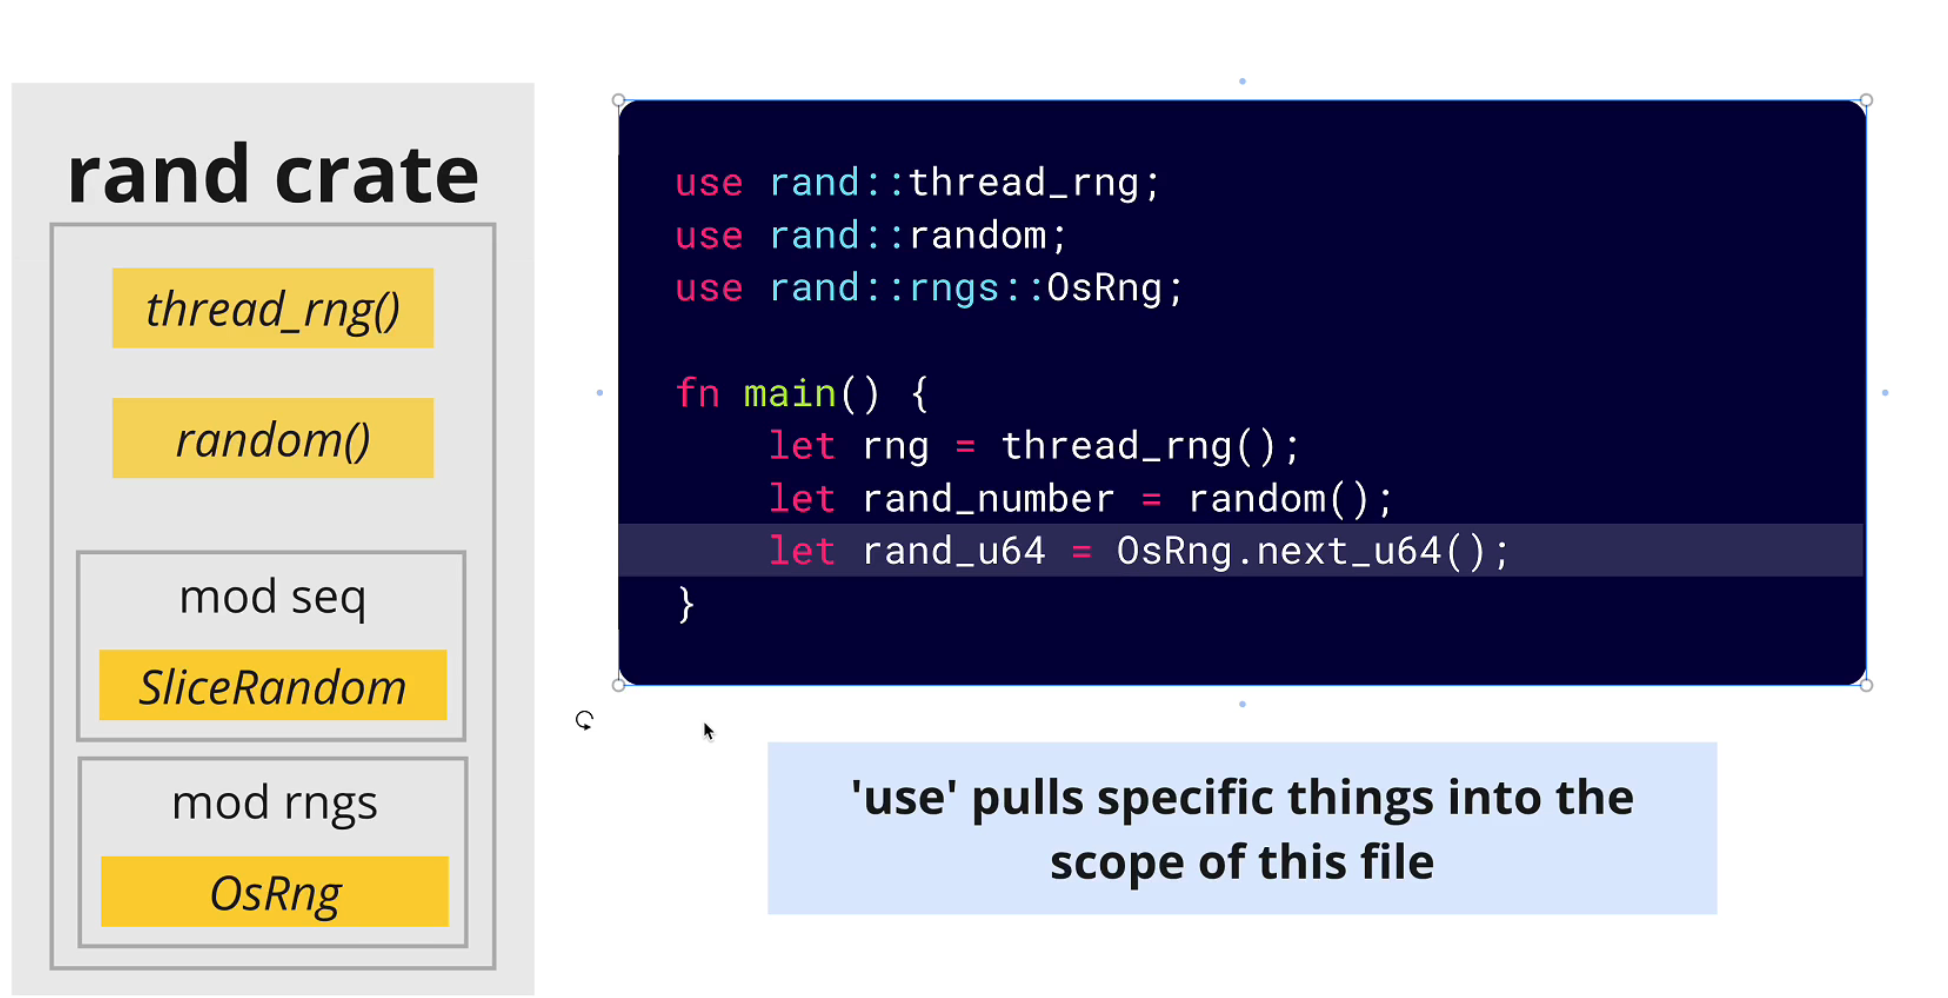 rand crate
thread_rng()
random()
mod seq
SliceRandom
mod rngs
OsRng
use rand::thread_rng;
use rand::random;
use rand::rngs::OsRng;
fn main() {
    let rng = thread_rng();
    let rand_number = random();
    let rand_u64 = OsRng.next_u64();
}
'use' pulls specific things into the
scope of this file